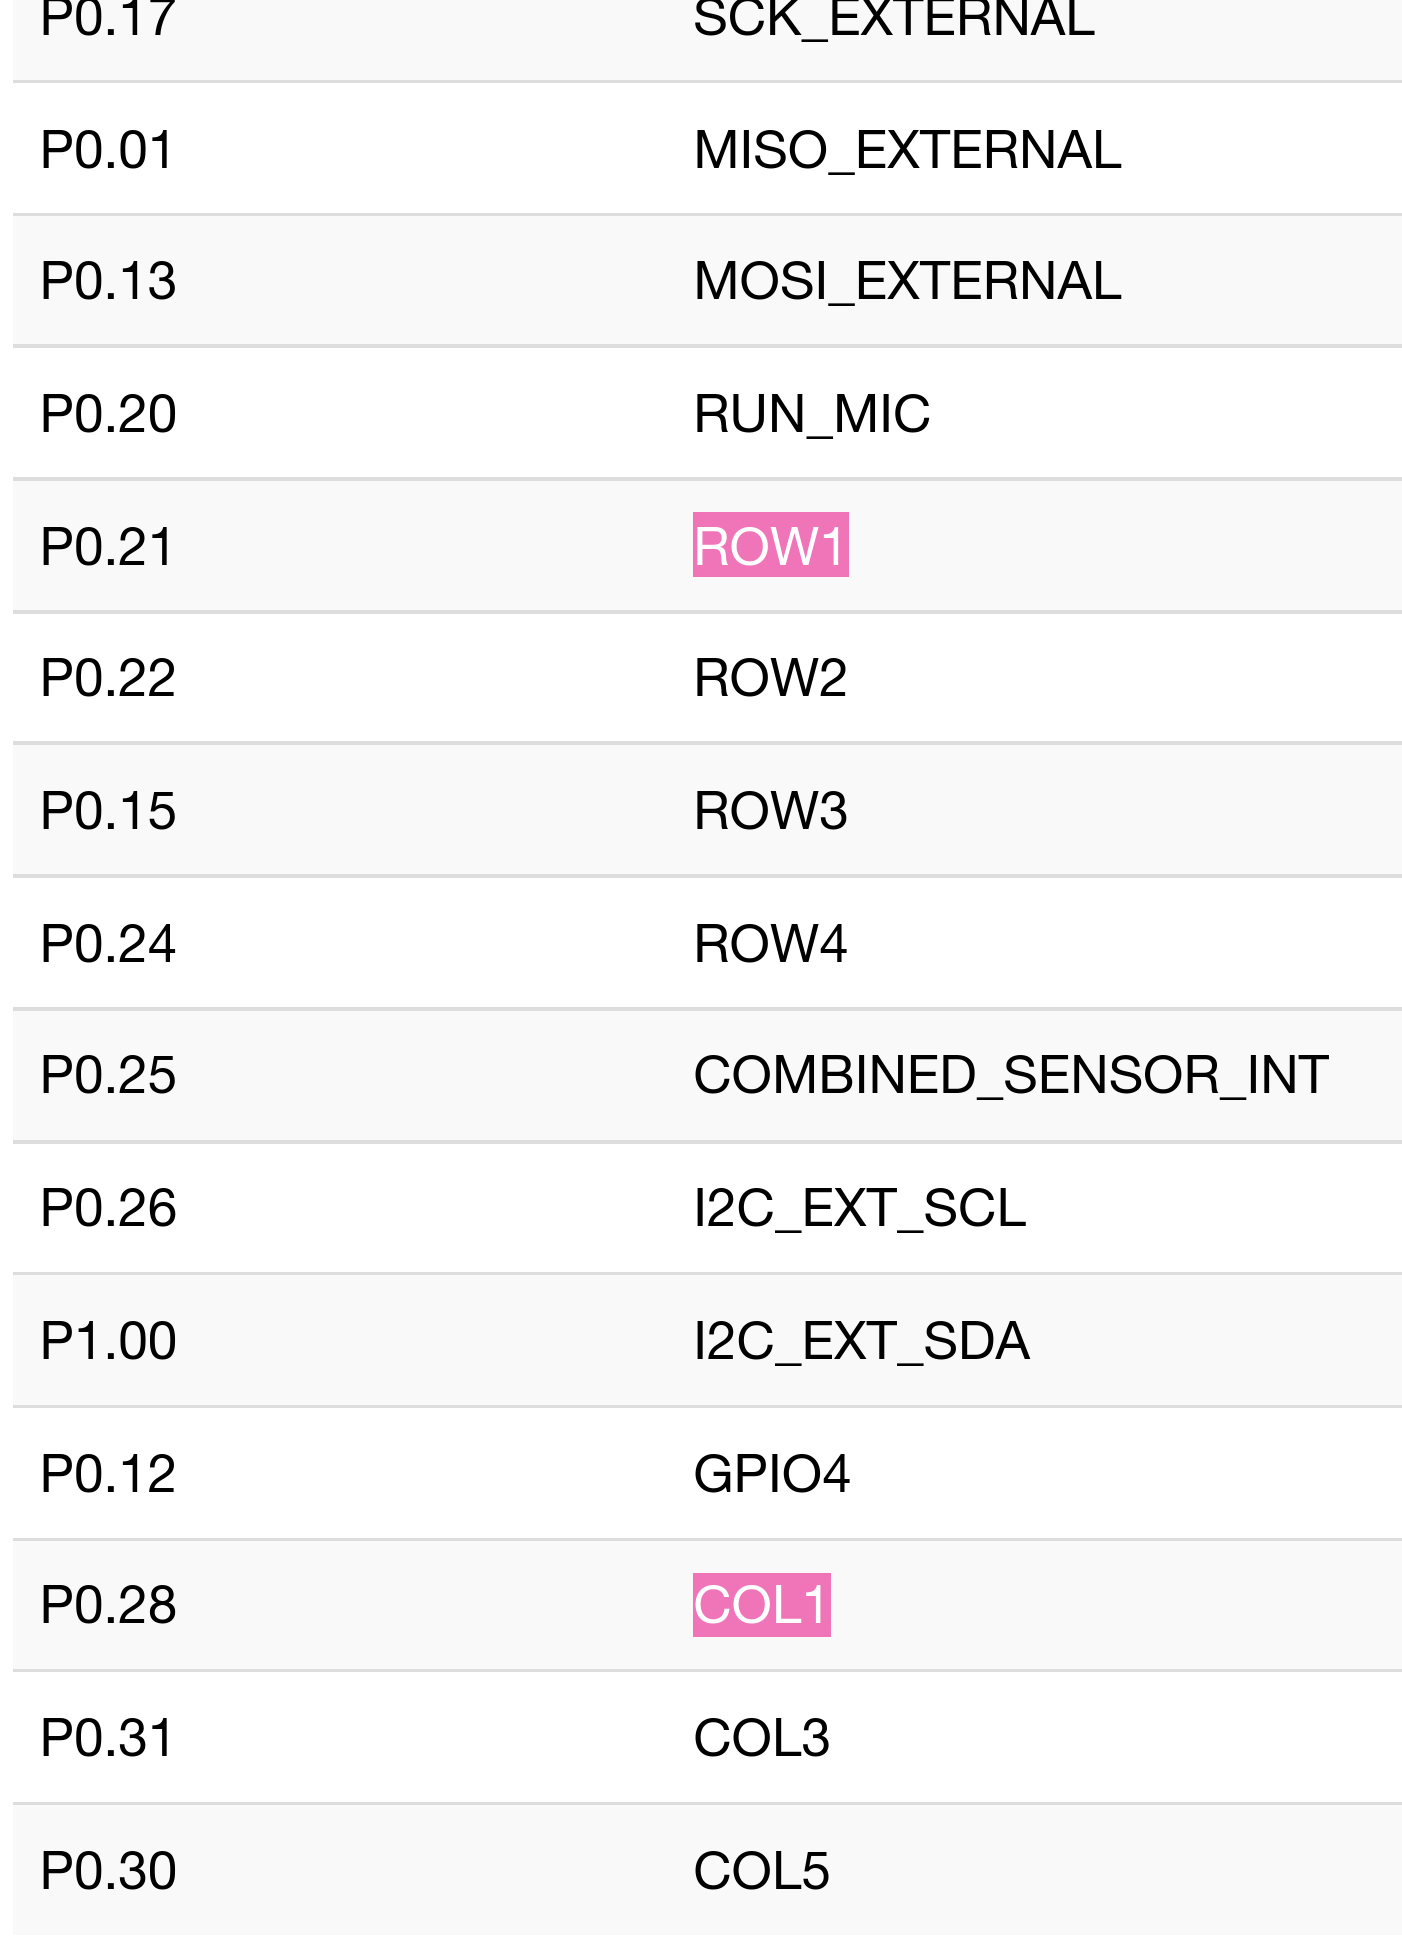 P0.17 SCK_EXTERNAL
P0.01 MISO_EXTERNAL
P0.13 MOSI_EXTERNAL
P0.20 RUN_MIC
P0.21 ROW1
P0.22 ROW2
P0.15 ROW3
P0.24 ROW4
P0.25 COMBINED_SENSOR_INT
P0.26 I2C_EXT_SCL
P1.00 I2C_EXT_SDA
P0.12 GPIO4
P0.28 COL1
P0.31 COL3
P0.30 COL5